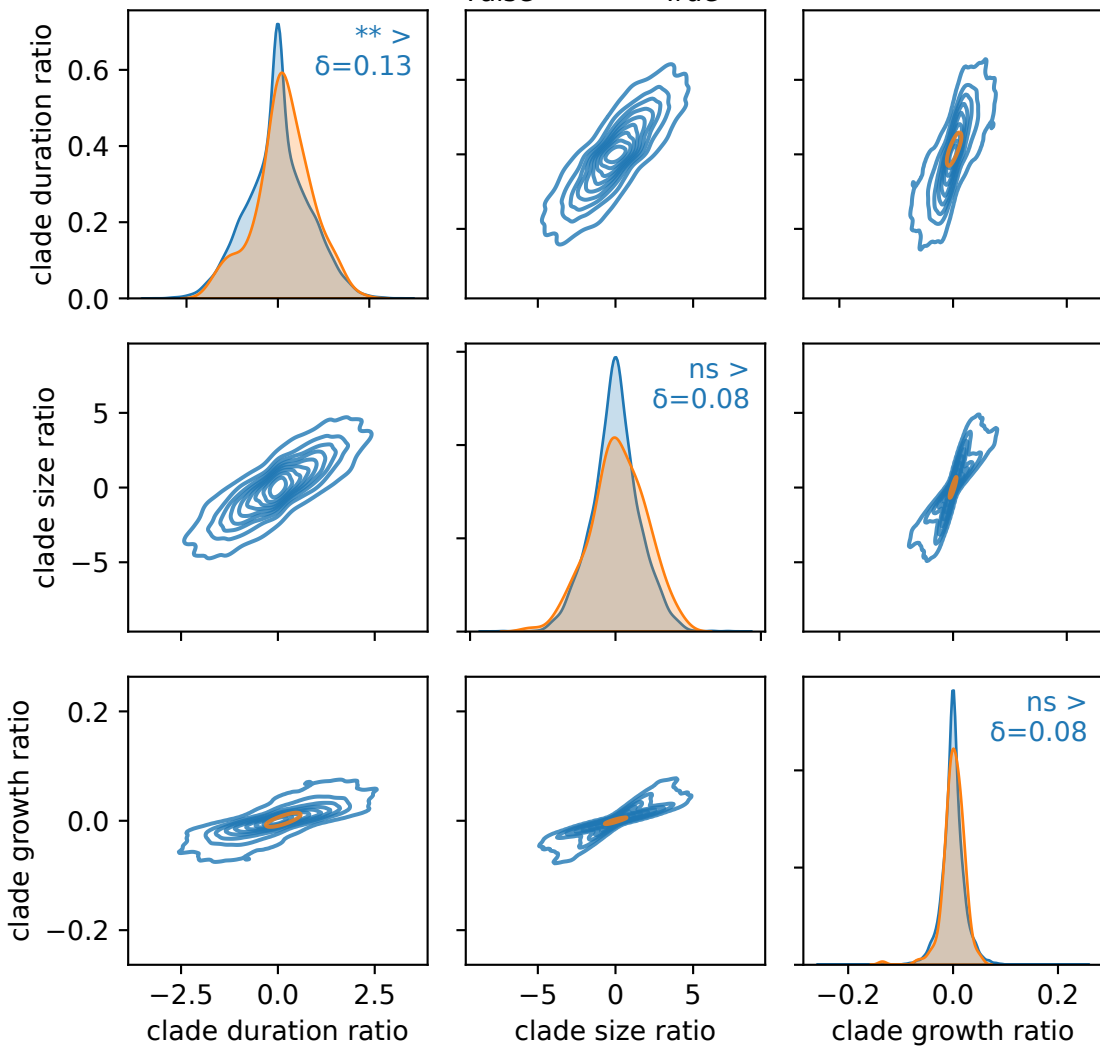 clade duration ratio
0.6
0.4
0.2
0.0
** >
δ=0.13
clade size ratio
5
0
−5
ns >
δ=0.08
clade growth ratio
0.2
0.0
−0.2
ns >
δ=0.08
−2.5 0.0 2.5
−5 0 5
−0.2 0.0 0.2
clade duration ratio
clade size ratio
clade growth ratio